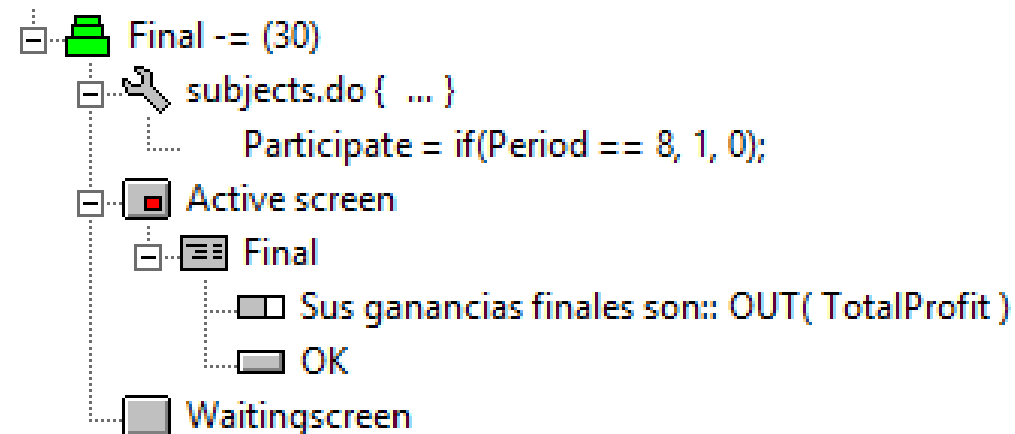 Final -= (30)
subjects.do { ... }
Participate = if(Period == 8, 1, 0);
Active screen
Final
Sus ganancias finales son:: OUT( TotalProfit )
OK
Waitingscreen